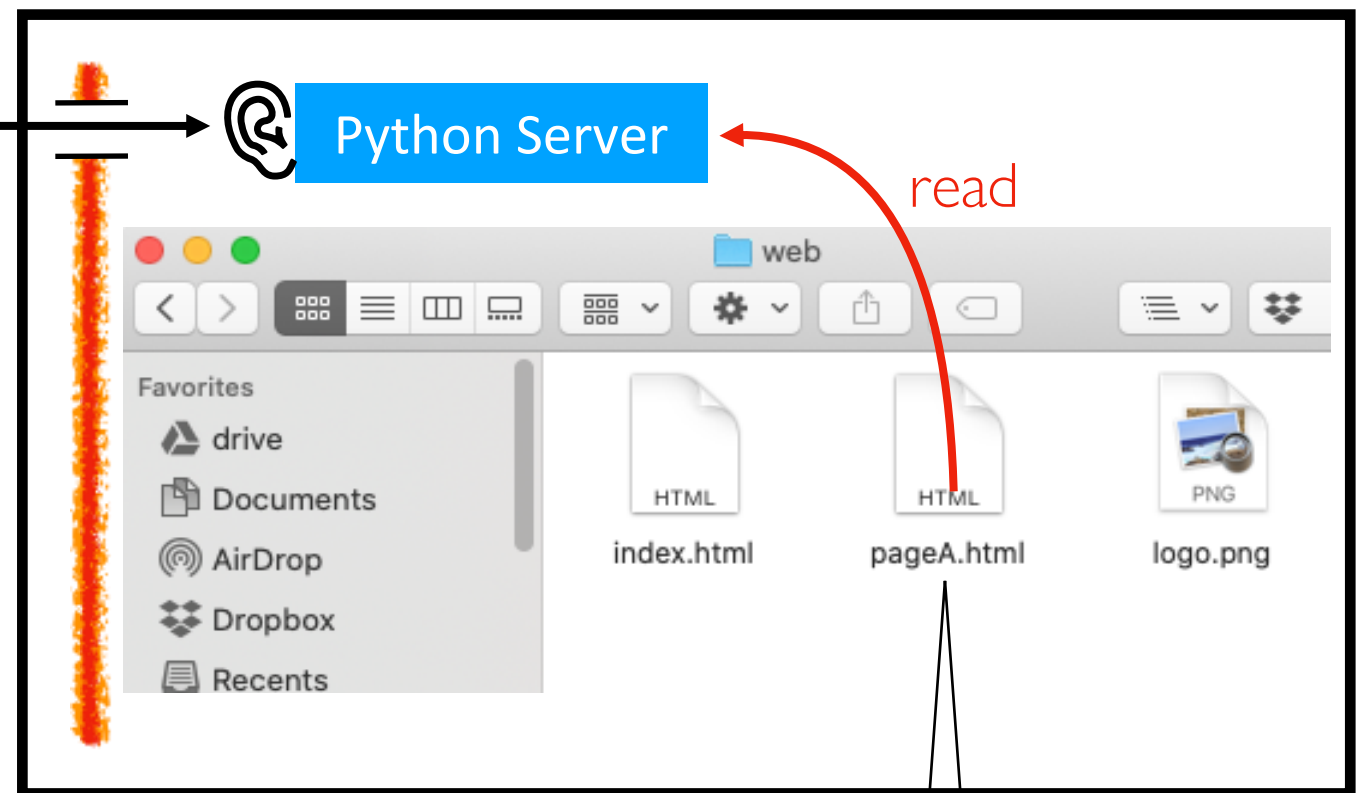 Python Server
read
web
Favorites
drive
Documents
AirDrop
Dropbox
Recents
HTML HTML PNG
index.html pageA.html logo.png